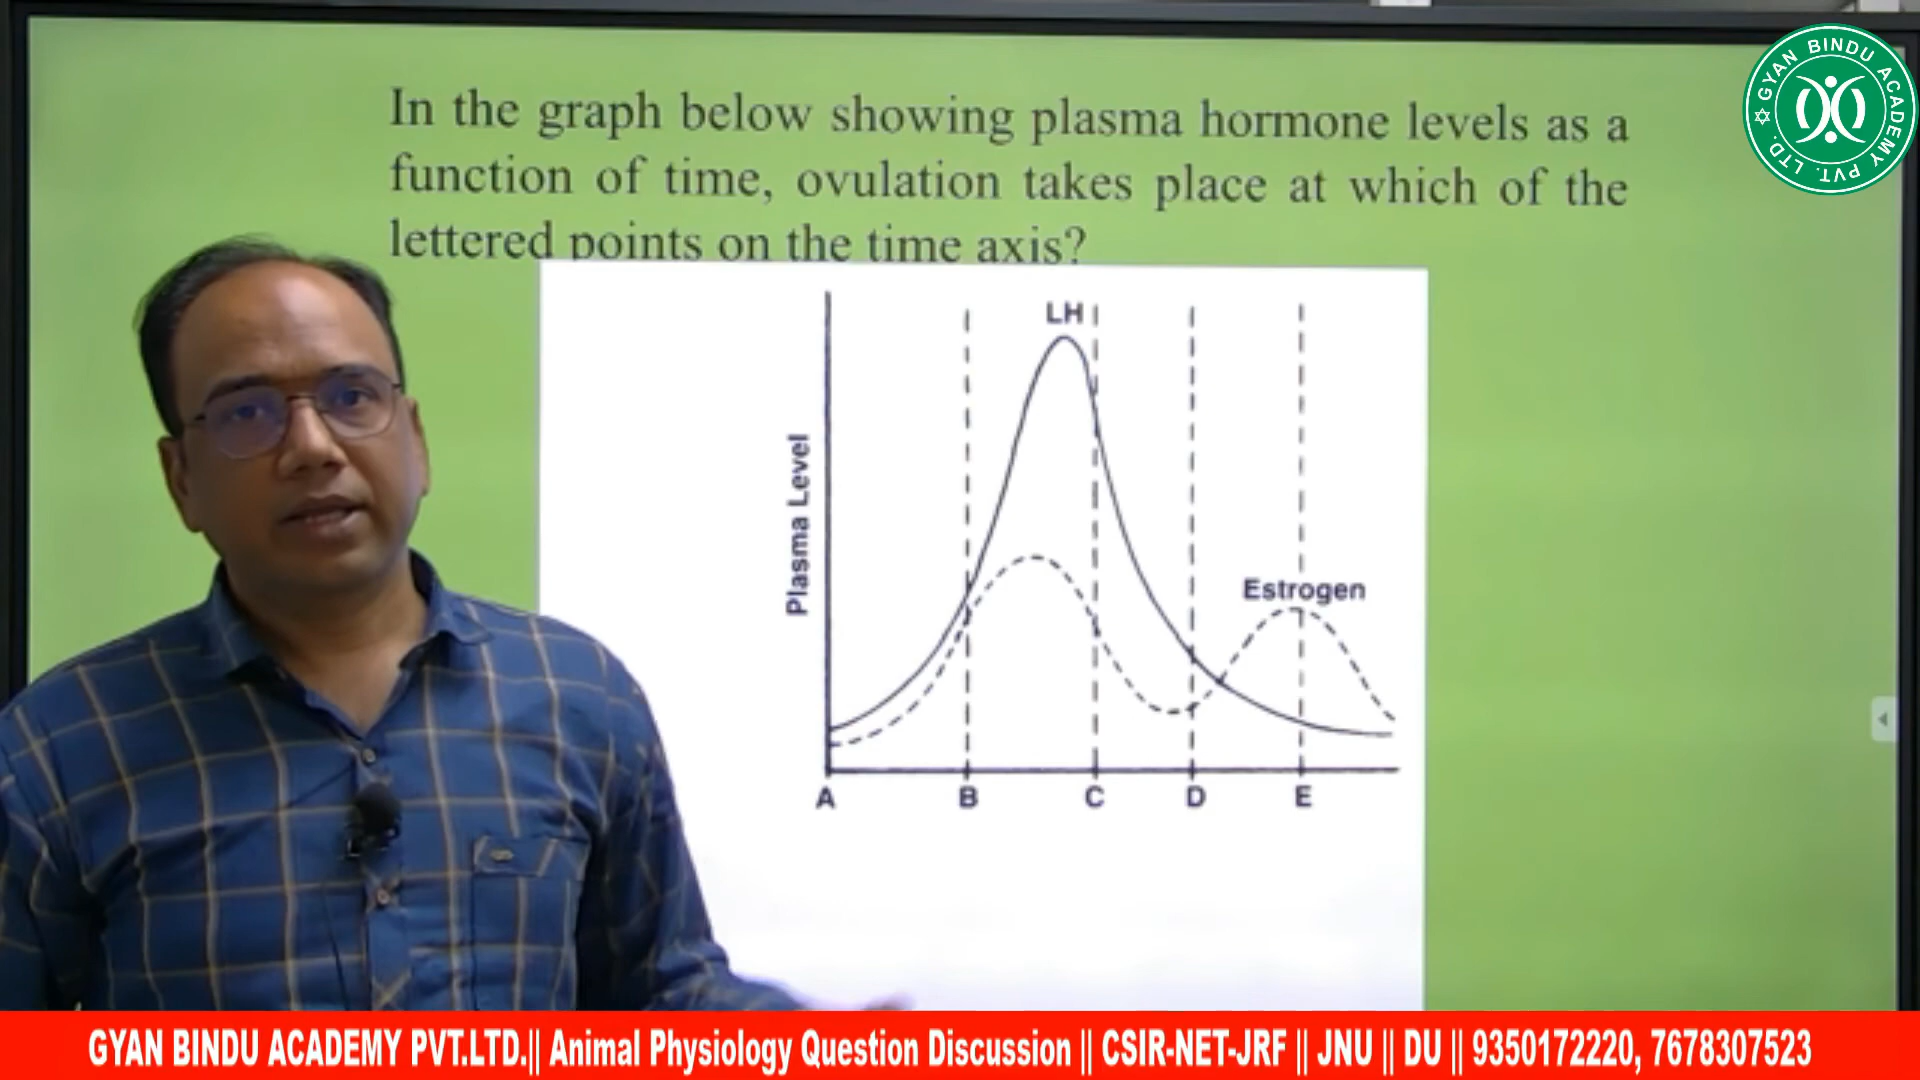 In the graph below showing plasma hormone levels as a
function of time, ovulation takes place at which of the
lettered points on the time axis?
GYAN BINDU ACADEMY PVT. LTD.
LH
Plasma Level
Estrogen
A B C D E
GYAN BINDU ACADEMY PVT.LTD.|| Animal Physiology Question Discussion || CSIR-NET-JRF || JNU || DU || 9350172220, 7678307523